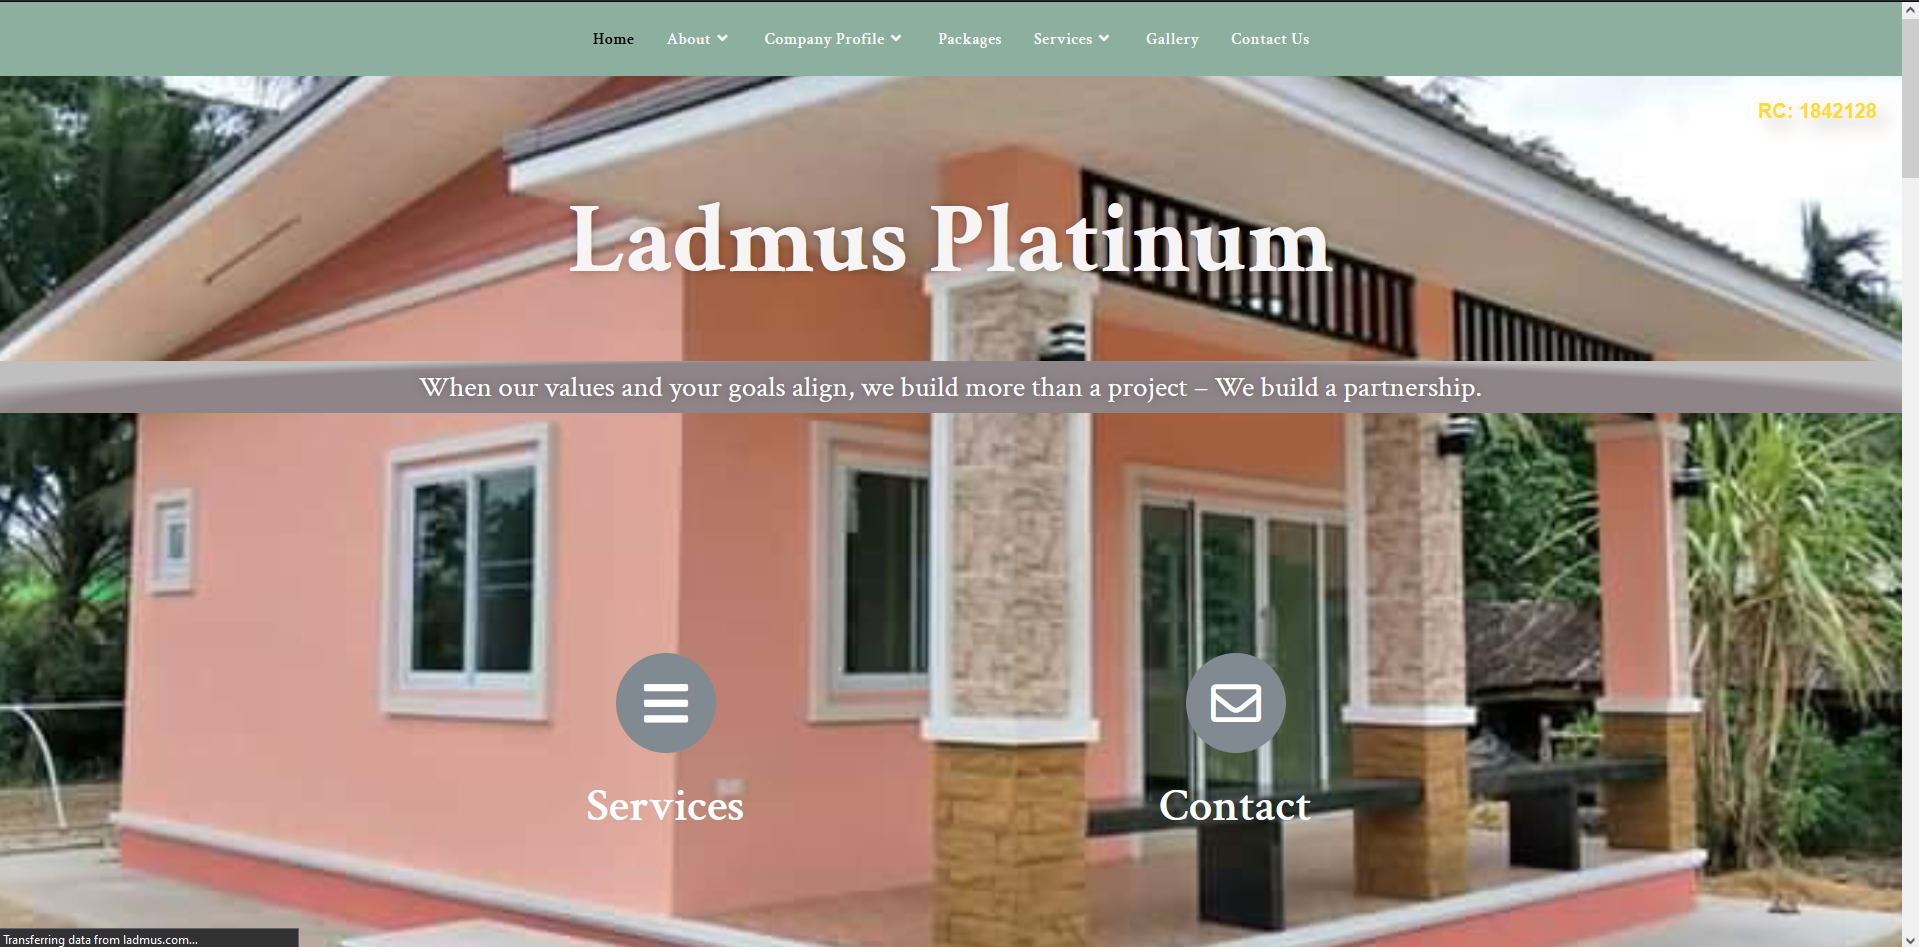 Home About Company Profile Packages Services Gallery Contact Us
RC: 1842128
Ladmus Platinum
When our values and your goals align, we build more than a project – We build a partnership.
Services Contact
Transferring data from ladmus.com...